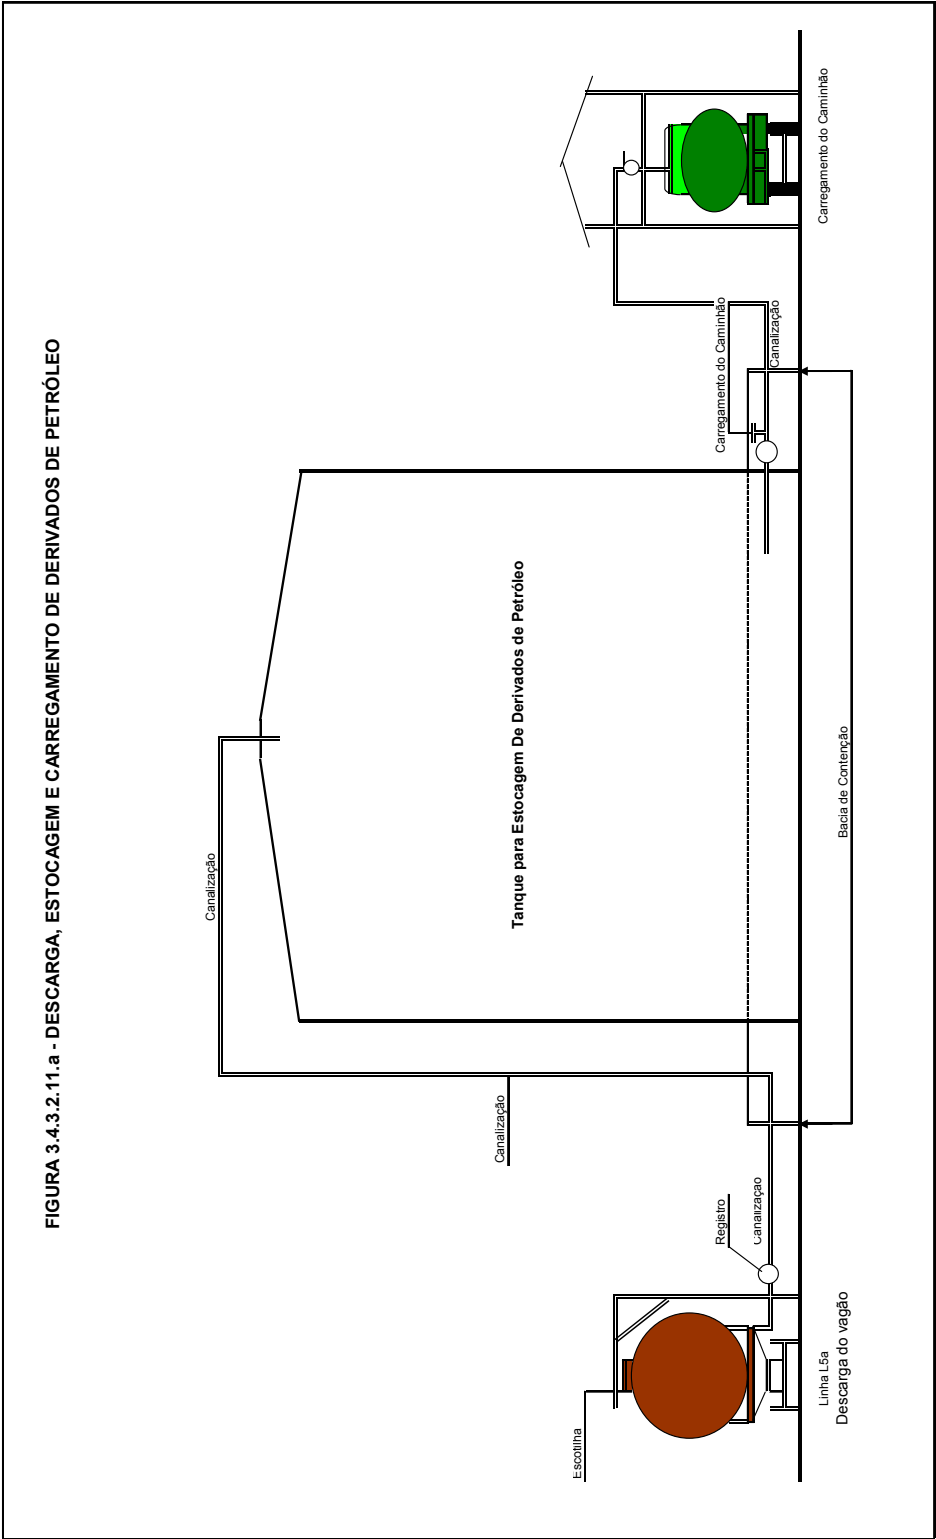 FIGURA 3.4.3.2.11.a - DESCARGA, ESTOCAGEM E CARREGAMENTO DE DERIVADOS DE PETRÓLEO
Canalização
Canalização
Tanque para Estocagem De Derivados de Petróleo
Escotilha
Registro
Canalização
Carregamento do Caminhão
Canalização
Linha L5a
Descarga do vagão
Bacia de Contenção
Carregamento do Caminhão